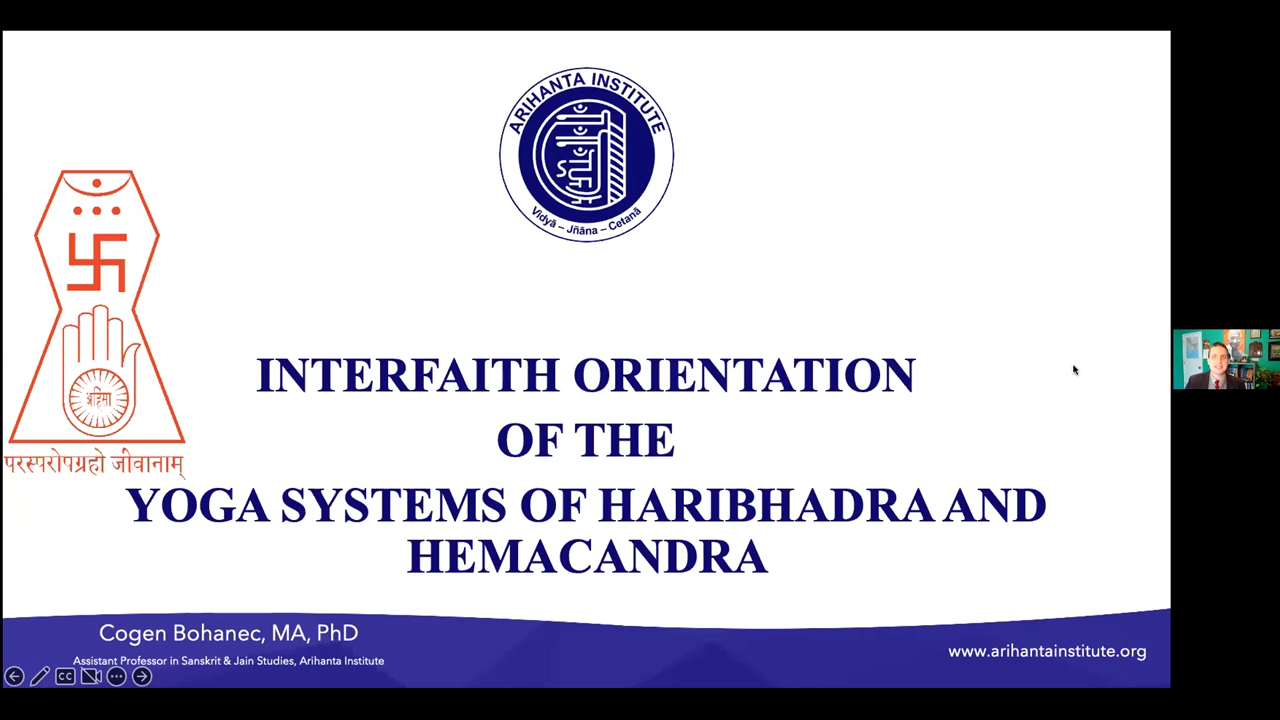 ARIHANTA INSTITUTE
Vidyā – Jñāna – Cetanā
अहिंसा
परस्परोपग्रहो जीवानाम्
INTERFAITH ORIENTATION
OF THE
YOGA SYSTEMS OF HARIBHADRA AND
HEMACANDRA
Cogen Bohanec, MA, PhD
Assistant Professor in Sanskrit & Jain Studies, Arihanta Institute
www.arihantainstitute.org
CC